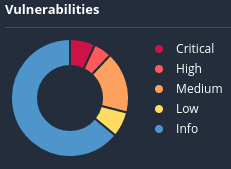 Vulnerabilities
Critical
High
Medium
Low
Info